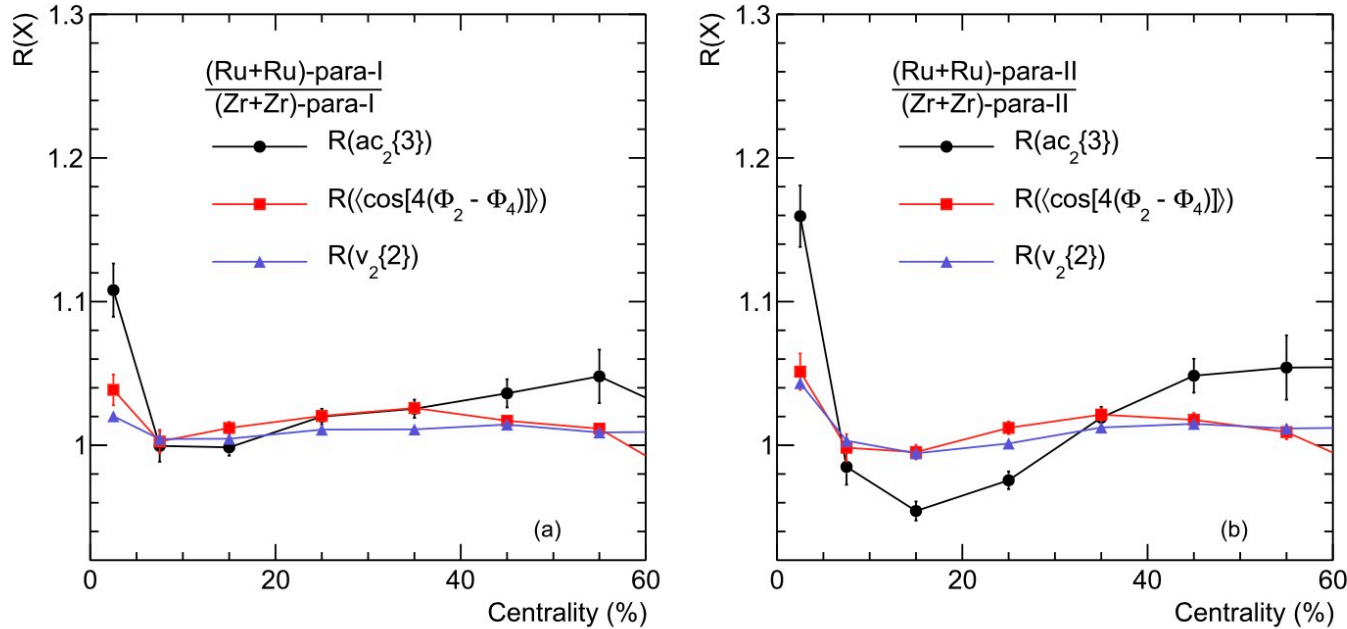 R(X)
1.3
1.2
1.1
1
(Ru+Ru)-para-I
(Zr+Zr)-para-I
R(ac₂{3})
R(⟨cos[4(Φ₂ - Φ₄)]⟩)
R(v₂{2})
(a)
0 20 40 60
Centrality (%)
R(X)
1.3
1.2
1.1
1
(Ru+Ru)-para-II
(Zr+Zr)-para-II
R(ac₂{3})
R(⟨cos[4(Φ₂ - Φ₄)]⟩)
R(v₂{2})
(b)
0 20 40 60
Centrality (%)